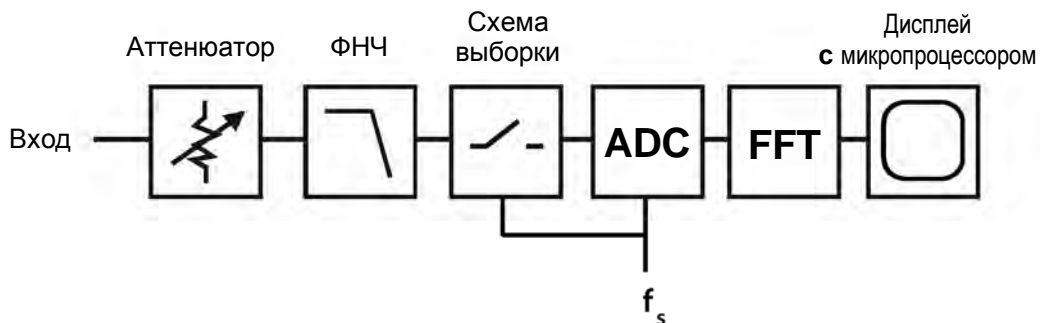 Аттенюатор
ФНЧ
Схема
выборки
Дисплей
с микропроцессором
Вход
ADC
FFT
fs